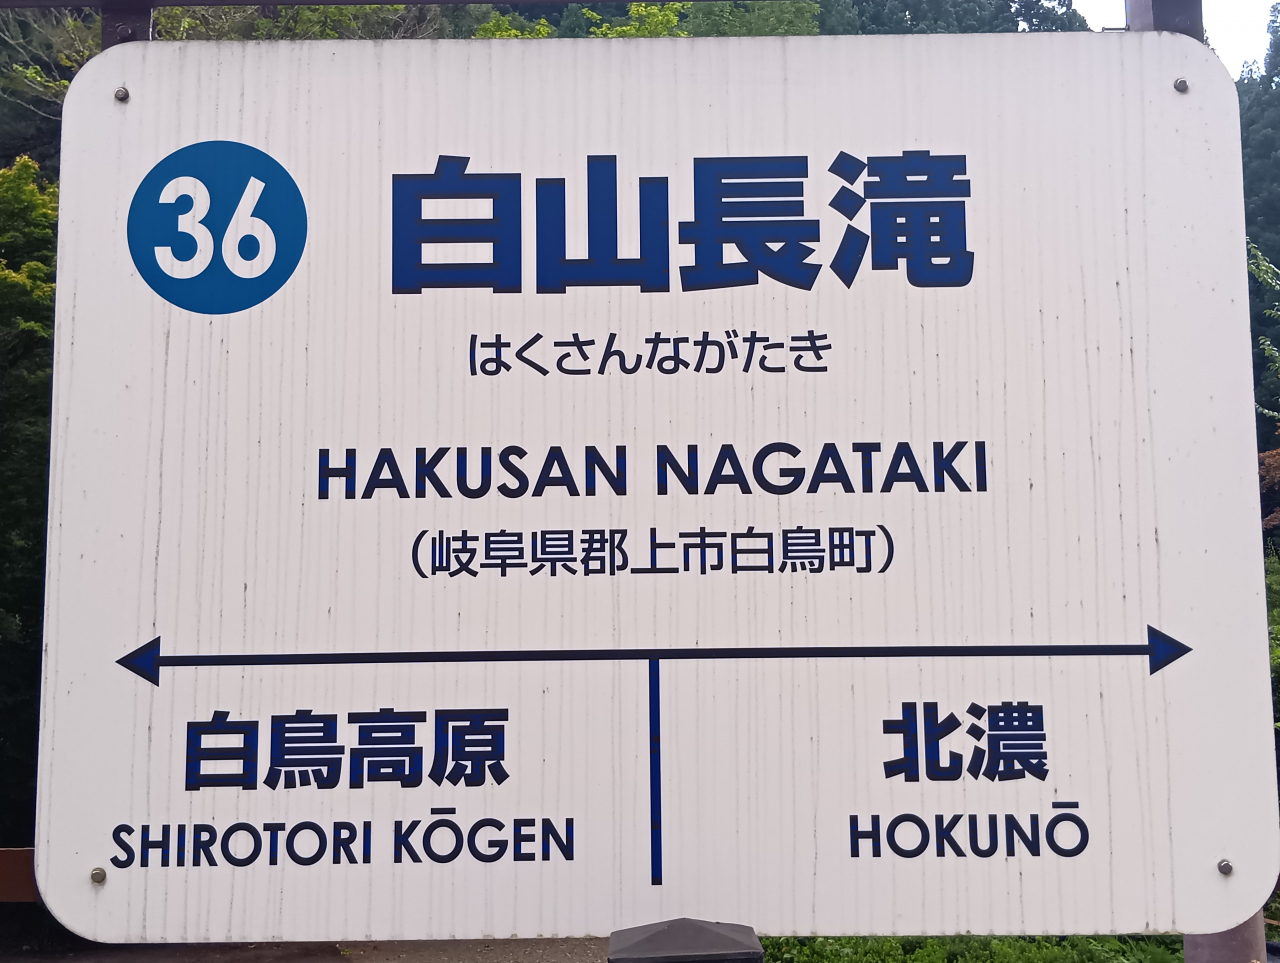 36
白山長滝
はくさんながたき
HAKUSAN NAGATAKI
（岐阜県郡上市白鳥町）
白鳥高原
SHIROTORI KŌGEN
北濃
HOKUNŌ